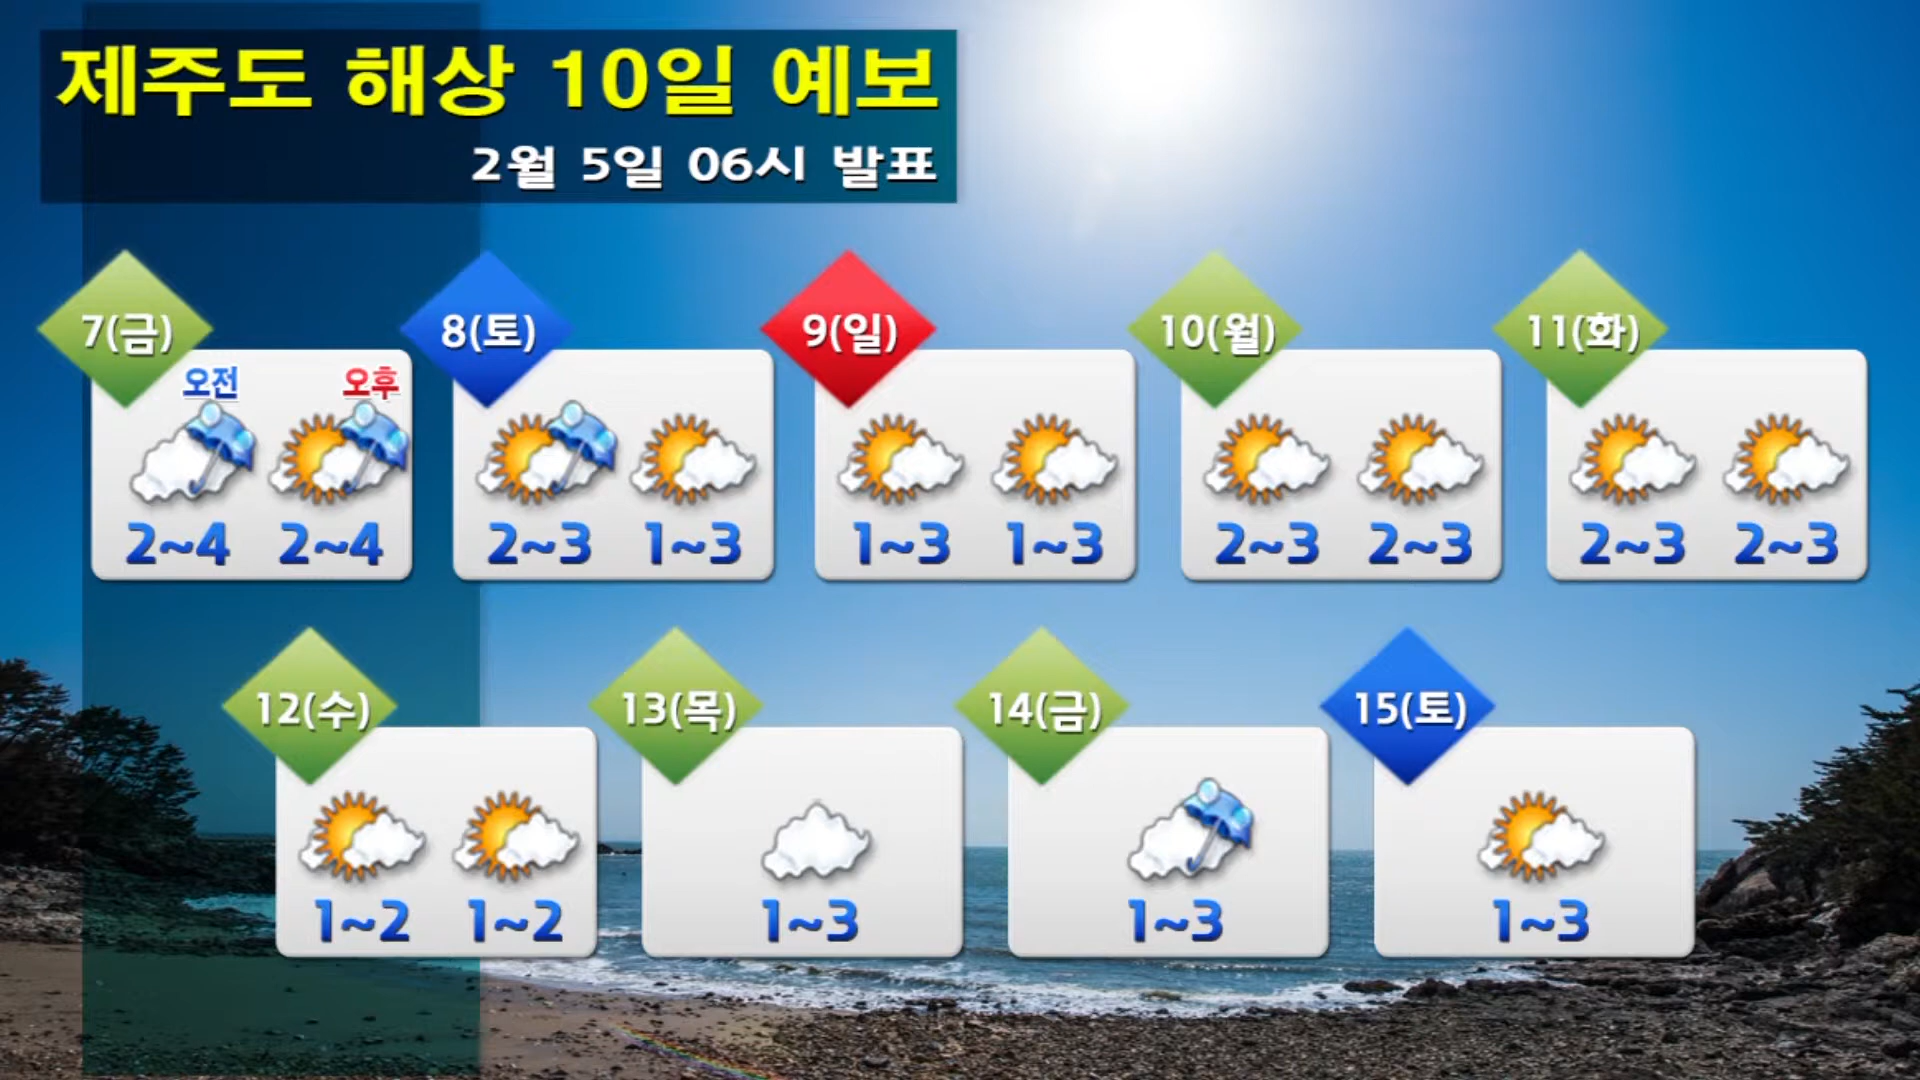 제주도 해상 10일 예보
2월 5일 06시 발표
7(금) 8(토) 9(일) 10(월) 11(화)
오전 오후
2~4 2~4 2~3 1~3 1~3 1~3 2~3 2~3 2~3 2~3
12(수) 13(목) 14(금) 15(토)
1~2 1~2 1~3 1~3 1~3